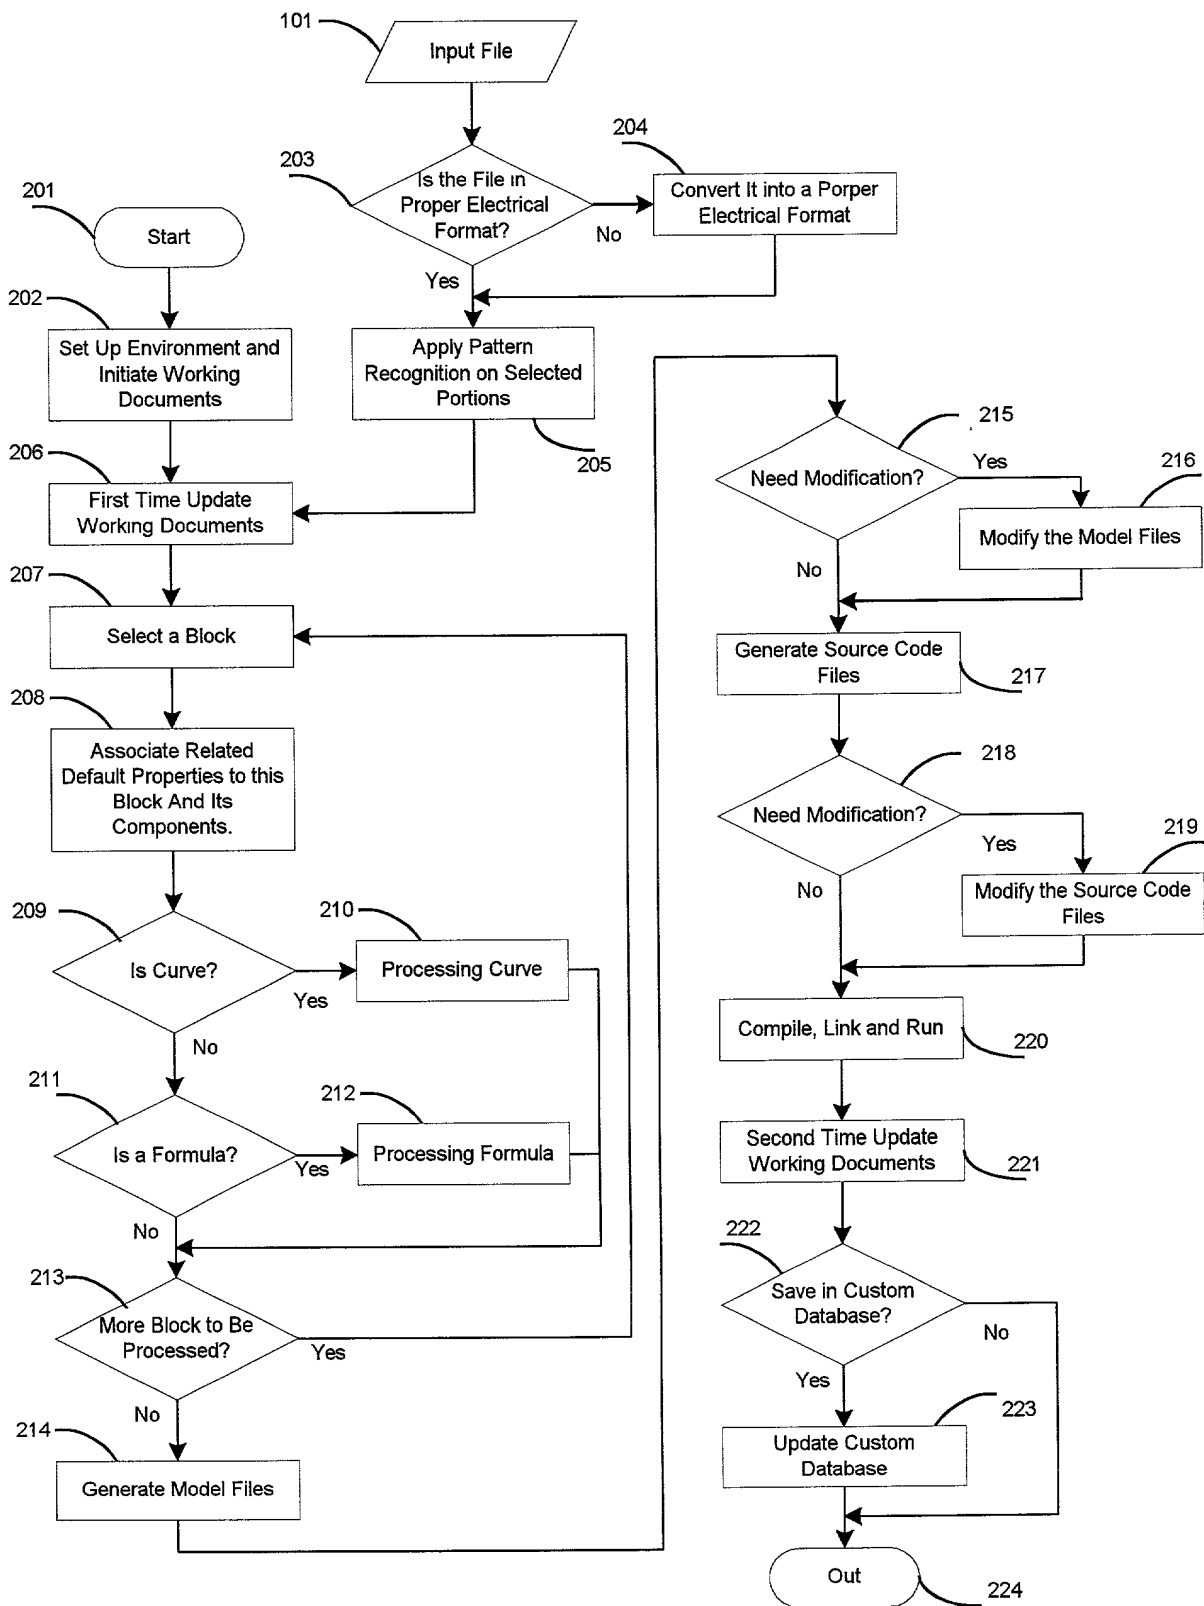 101
Input File
203
Is the File in
Proper Electrical
Format?
No
Yes
204
Convert It into a Porper
Electrical Format
201
Start
202
Set Up Environment and
Initiate Working
Documents
Apply Pattern
Recognition on Selected
Portions
205
206
First Time Update
Working Documents
207
Select a Block
208
Associate Related
Default Properties to this
Block And Its
Components.
209
Is Curve?
Yes
No
210
Processing Curve
211
Is a Formula?
Yes
No
212
Processing Formula
213
More Block to Be
Processed?
Yes
No
214
Generate Model Files
215
Need Modification?
Yes
No
216
Modify the Model Files
Generate Source Code
Files
217
218
Need Modification?
Yes
No
219
Modify the Source Code
Files
Compile, Link and Run
220
Second Time Update
Working Documents
221
222
Save in Custom
Database?
No
Yes
223
Update Custom
Database
Out
224